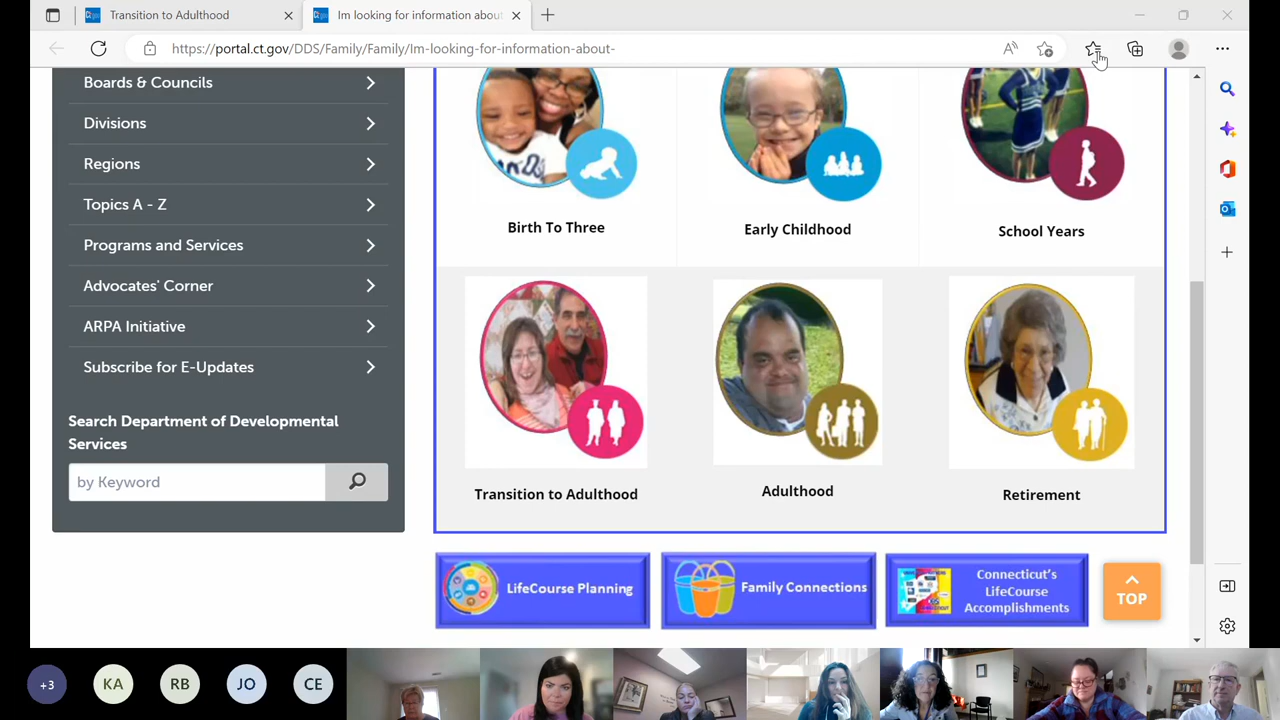 Transition to Adulthood
Im looking for information about
https://portal.ct.gov/DDS/Family/Family/Im-looking-for-information-about-
Boards & Councils
Divisions
Regions
Topics A - Z
Programs and Services
Advocates' Corner
ARPA Initiative
Subscribe for E-Updates
Search Department of Developmental
Services
by Keyword
Birth To Three
Early Childhood
School Years
Transition to Adulthood
Adulthood
Retirement
LifeCourse Planning
Family Connections
Connecticut's
LifeCourse
Accomplishments
TOP
+3
KA
RB
JO
CE